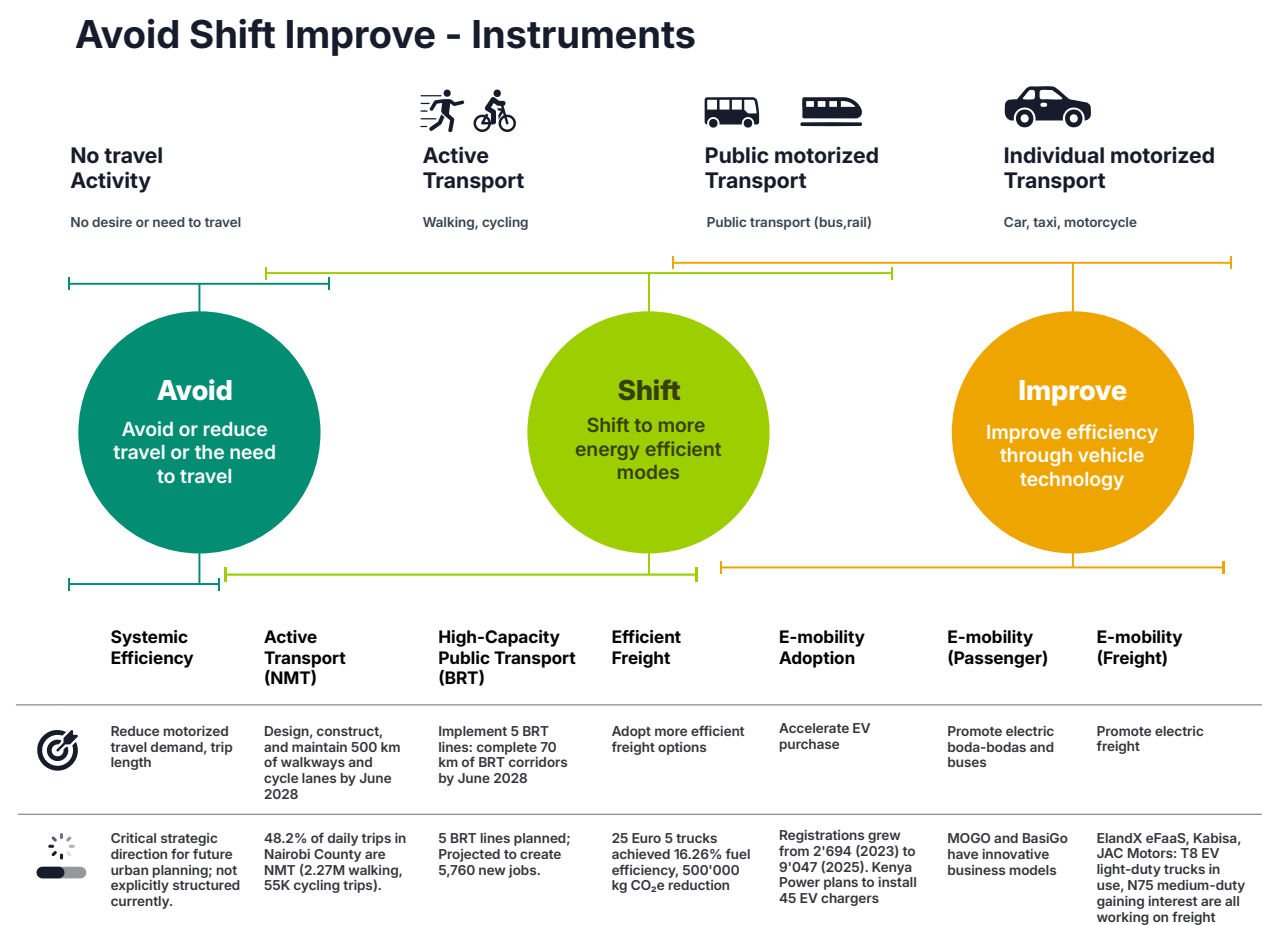 Avoid Shift Improve - Instruments
No travel
Activity
No desire or need to travel
Active
Transport
Walking, cycling
Public motorized
Transport
Public transport (bus,rail)
Individual motorized
Transport
Car, taxi, motorcycle
Avoid
Avoid or reduce
travel or the need
to travel
Shift
Shift to more
energy efficient
modes
Improve
Improve efficiency
through vehicle
technology
Systemic
Efficiency
Active
Transport
(NMT)
High-Capacity
Public Transport
(BRT)
Efficient
Freight
E-mobility
Adoption
E-mobility
(Passenger)
E-mobility
(Freight)
Reduce motorized
travel demand, trip
length
Design, construct,
and maintain 500 km
of walkways and
cycle lanes by June
2028
Implement 5 BRT
lines: complete 70
km of BRT corridors
by June 2028
Adopt more efficient
freight options
Accelerate EV
purchase
Promote electric
boda-bodas and
buses
Promote electric
freight
Critical strategic
direction for future
urban planning; not
explicitly structured
currently.
48.2% of daily trips in
Nairobi County are
NMT (2.27M walking,
55K cycling trips).
5 BRT lines planned;
Projected to create
5,760 new jobs.
25 Euro 5 trucks
achieved 16.26% fuel
efficiency, 500'000
kg CO₂e reduction
Registrations grew
from 2'694 (2023) to
9'047 (2025). Kenya
Power plans to install
45 EV chargers
MOGO and BasiGo
have innovative
business models
ElandX eFaaS, Kabisa,
JAC Motors: T8 EV
light-duty trucks in
use, N75 medium-duty
gaining interest are all
working on freight